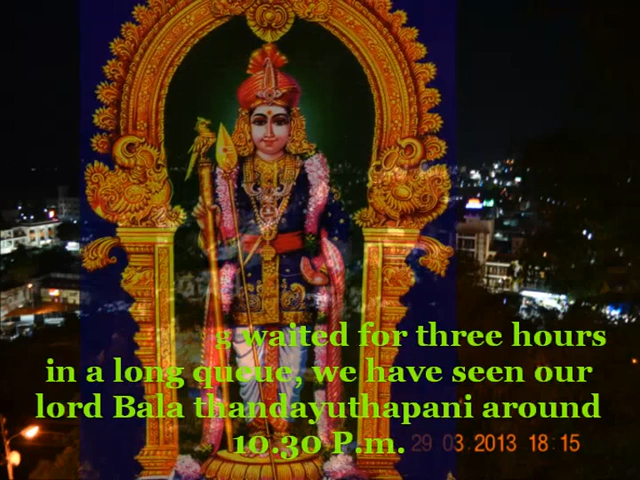 g waited for three hours
in a long queue, we have seen our
lord Bala thandayuthapani around
10.30 P.m.
29 03 2013 18:15